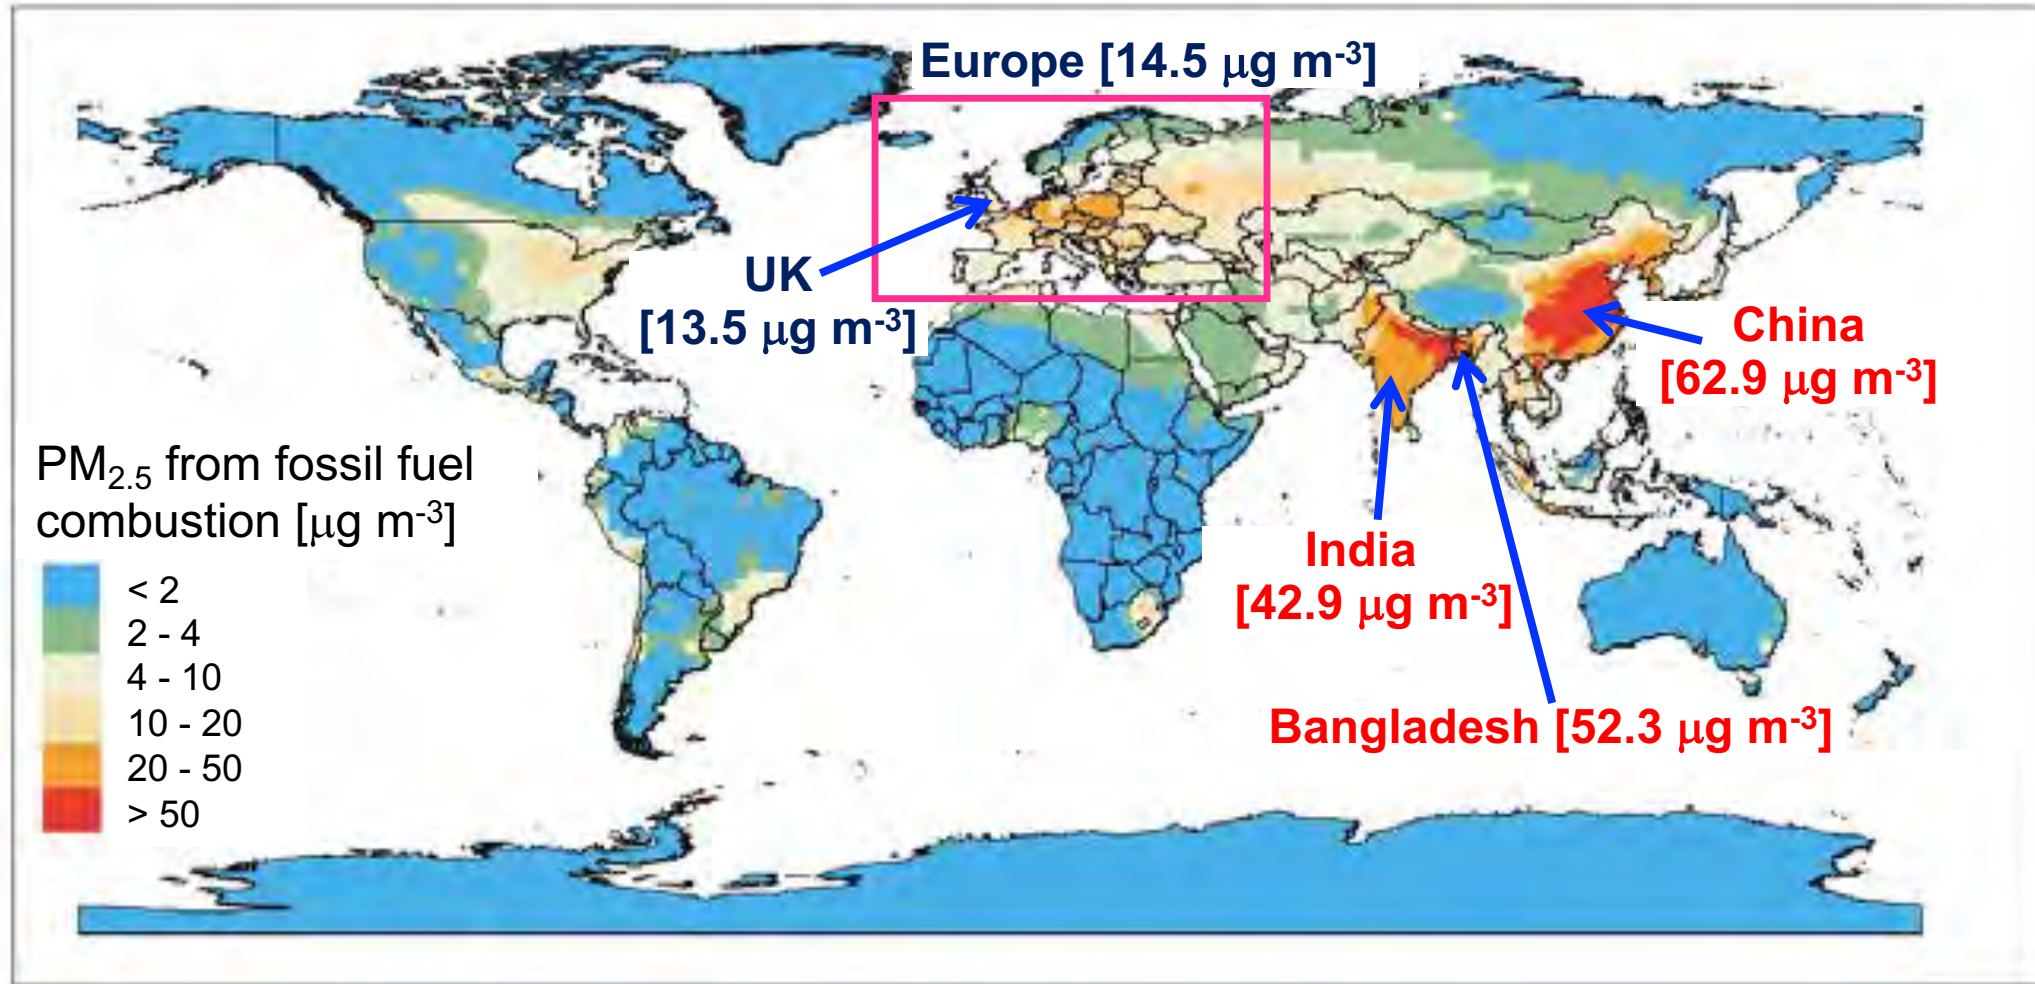 Europe [14.5 μg m⁻³]
UK
[13.5 μg m⁻³]
China
[62.9 μg m⁻³]
India
[42.9 μg m⁻³]
Bangladesh [52.3 μg m⁻³]
PM₂.₅ from fossil fuel
combustion [μg m⁻³]
< 2
2 - 4
4 - 10
10 - 20
20 - 50
> 50